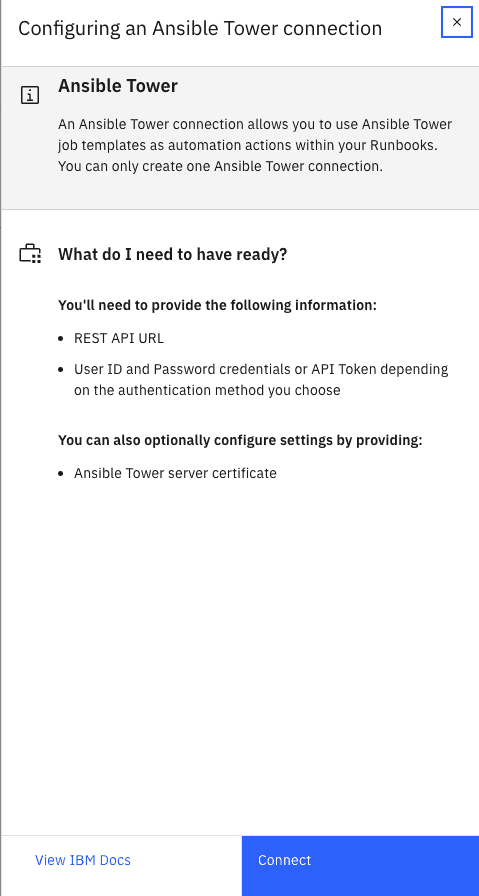 Configuring an Ansible Tower connection
Ansible Tower
An Ansible Tower connection allows you to use Ansible Tower
job templates as automation actions within your Runbooks.
You can only create one Ansible Tower connection.
What do I need to have ready?
You'll need to provide the following information:
• REST API URL
• User ID and Password credentials or API Token depending
on the authentication method you choose
You can also optionally configure settings by providing:
• Ansible Tower server certificate
View IBM Docs
Connect